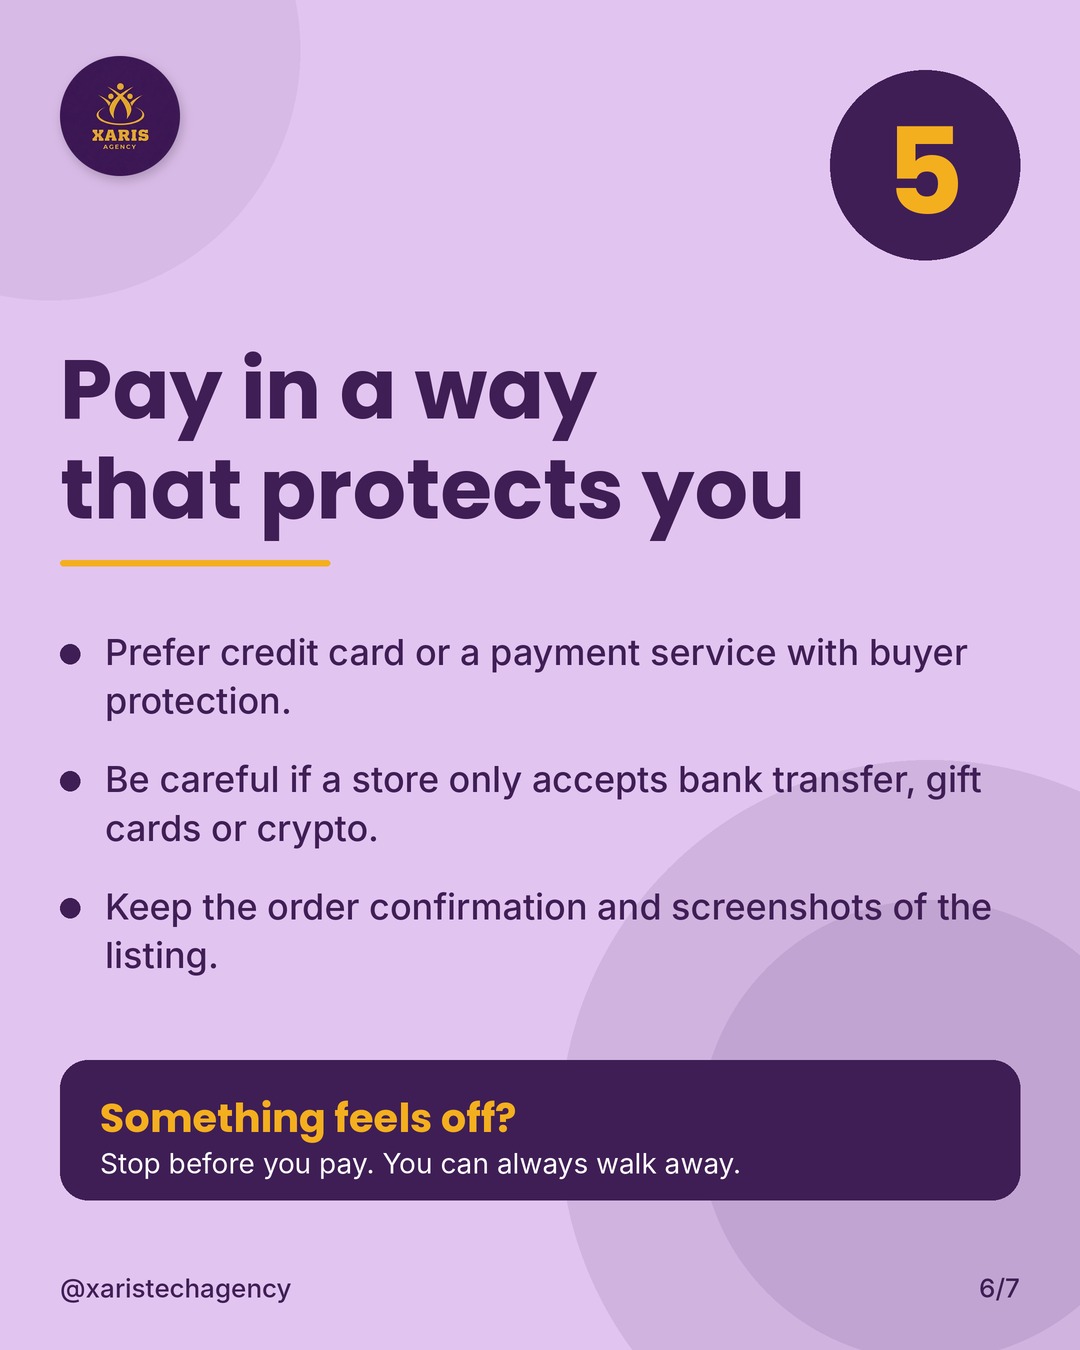 XARIS
AGENCY
5
Pay in a way
that protects you
Prefer credit card or a payment service with buyer
protection.
Be careful if a store only accepts bank transfer, gift
cards or crypto.
Keep the order confirmation and screenshots of the
listing.
Something feels off?
Stop before you pay. You can always walk away.
@xaristechagency
6/7